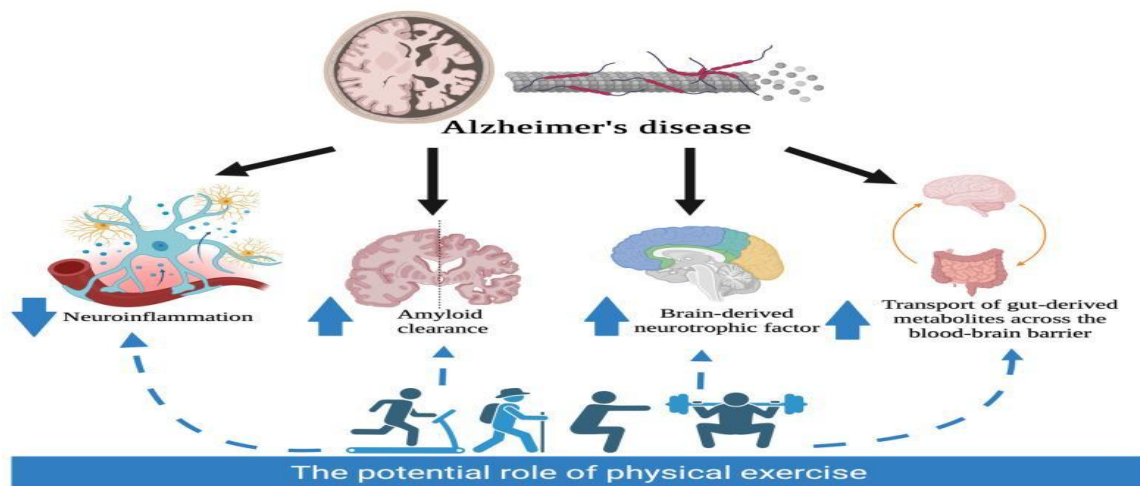 Alzheimer's disease
Neuroinflammation
Amyloid
clearance
Brain-derived
neurotrophic factor
Transport of gut-derived
metabolites across the
blood-brain barrier
The potential role of physical exercise